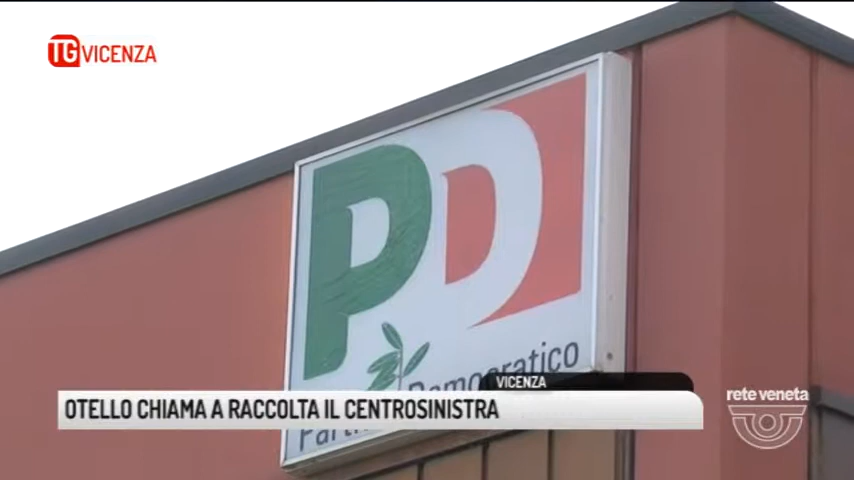 TG VICENZA
PD
Democratico
VICENZA
OTELLO CHIAMA A RACCOLTA IL CENTROSINISTRA
rete veneta